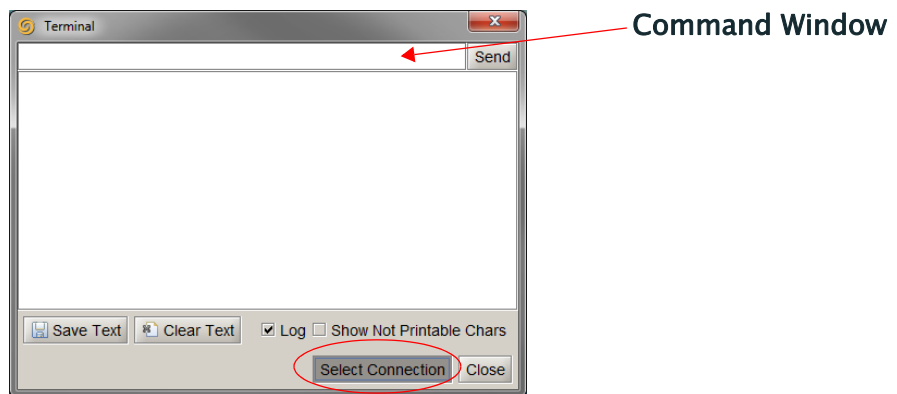 Terminal
Command Window
Send
Save Text
Clear Text
Log
Show Not Printable Chars
Select Connection
Close